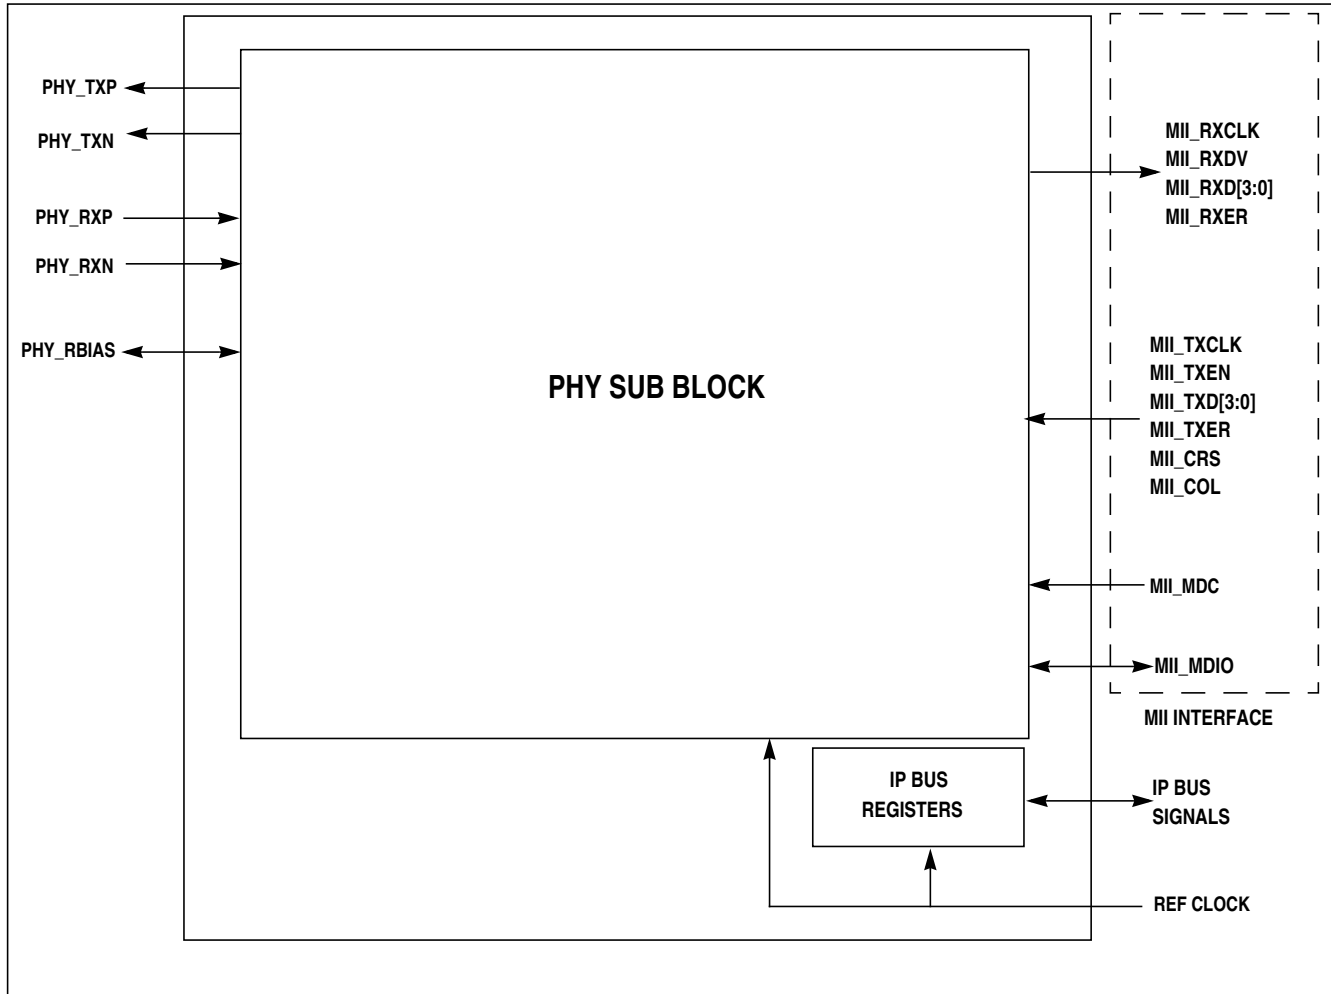 PHY_TXP
PHY_TXN
PHY_RXP
PHY_RXN
PHY_RBIAS
PHY SUB BLOCK
MII_RXCLK
MII_RXDV
MII_RXD[3:0]
MII_RXER
MII_TXCLK
MII_TXEN
MII_TXD[3:0]
MII_TXER
MII_CRS
MII_COL
MII_MDC
MII_MDIO
MII INTERFACE
IP BUS
REGISTERS
IP BUS
SIGNALS
REF CLOCK